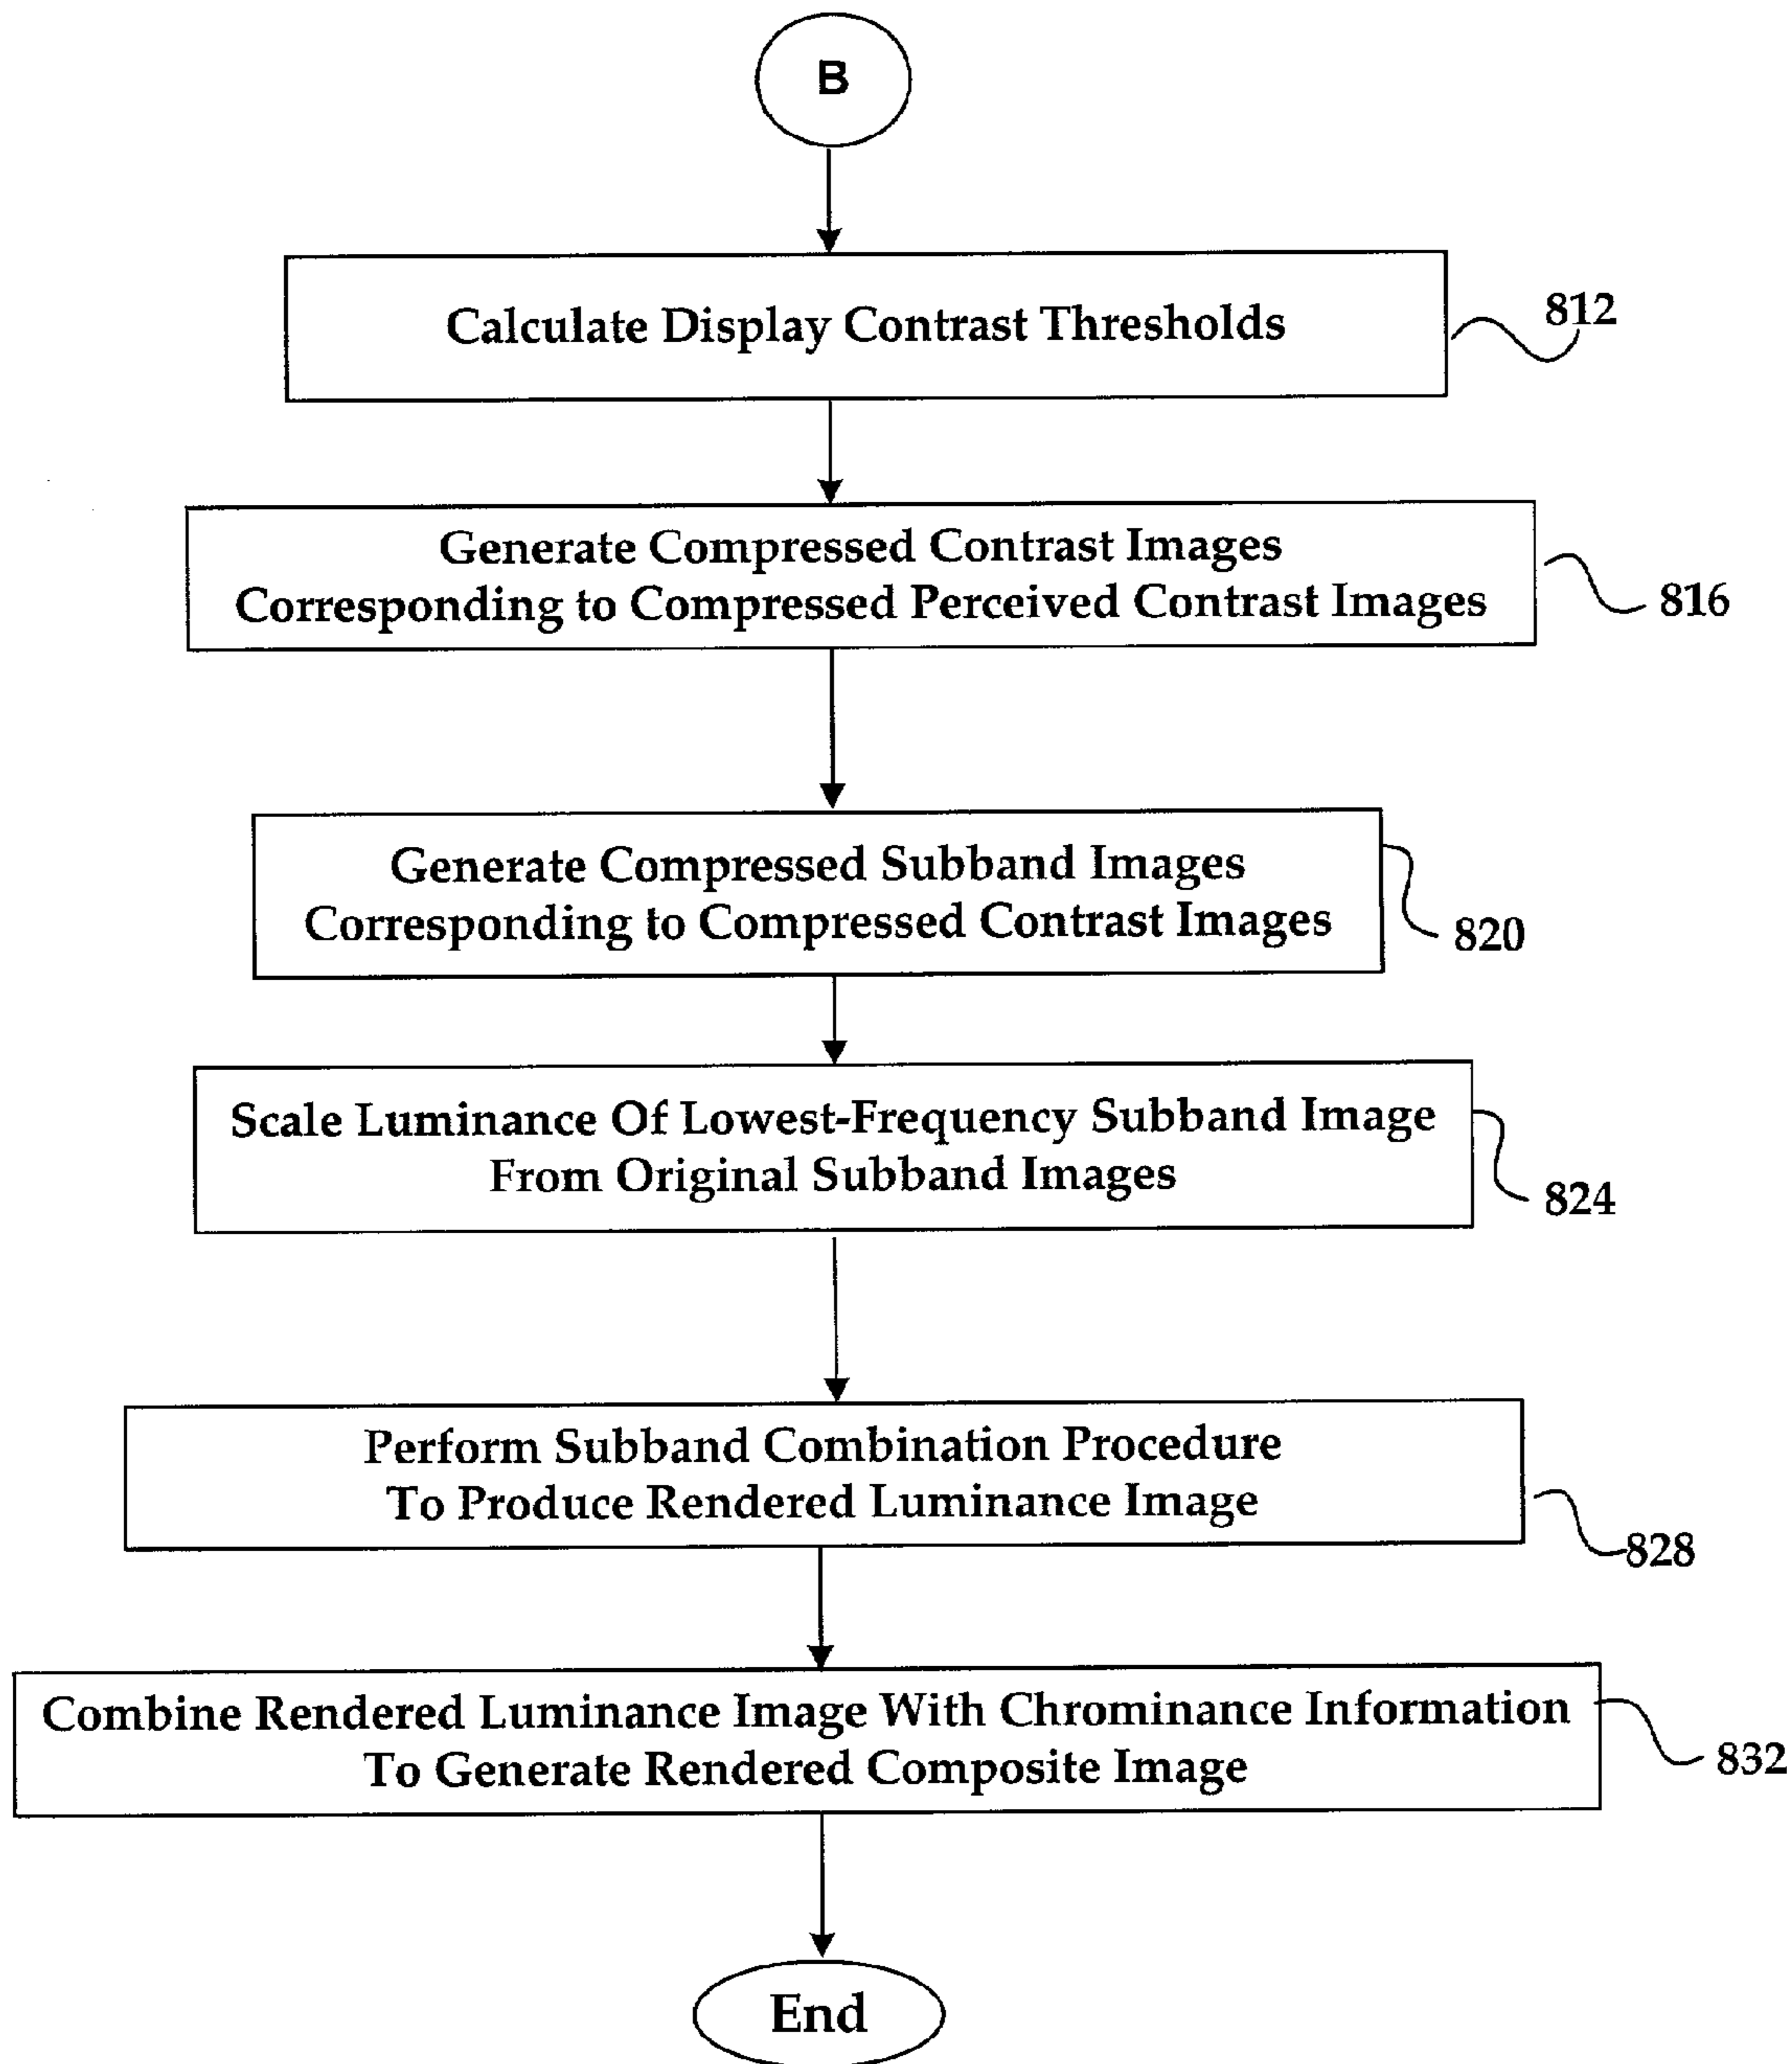 B
Calculate Display Contrast Thresholds
812
Generate Compressed Contrast Images
Corresponding to Compressed Perceived Contrast Images
816
Generate Compressed Subband Images
Corresponding to Compressed Contrast Images
820
Scale Luminance Of Lowest-Frequency Subband Image
From Original Subband Images
824
Perform Subband Combination Procedure
To Produce Rendered Luminance Image
828
Combine Rendered Luminance Image With Chrominance Information
To Generate Rendered Composite Image
832
End